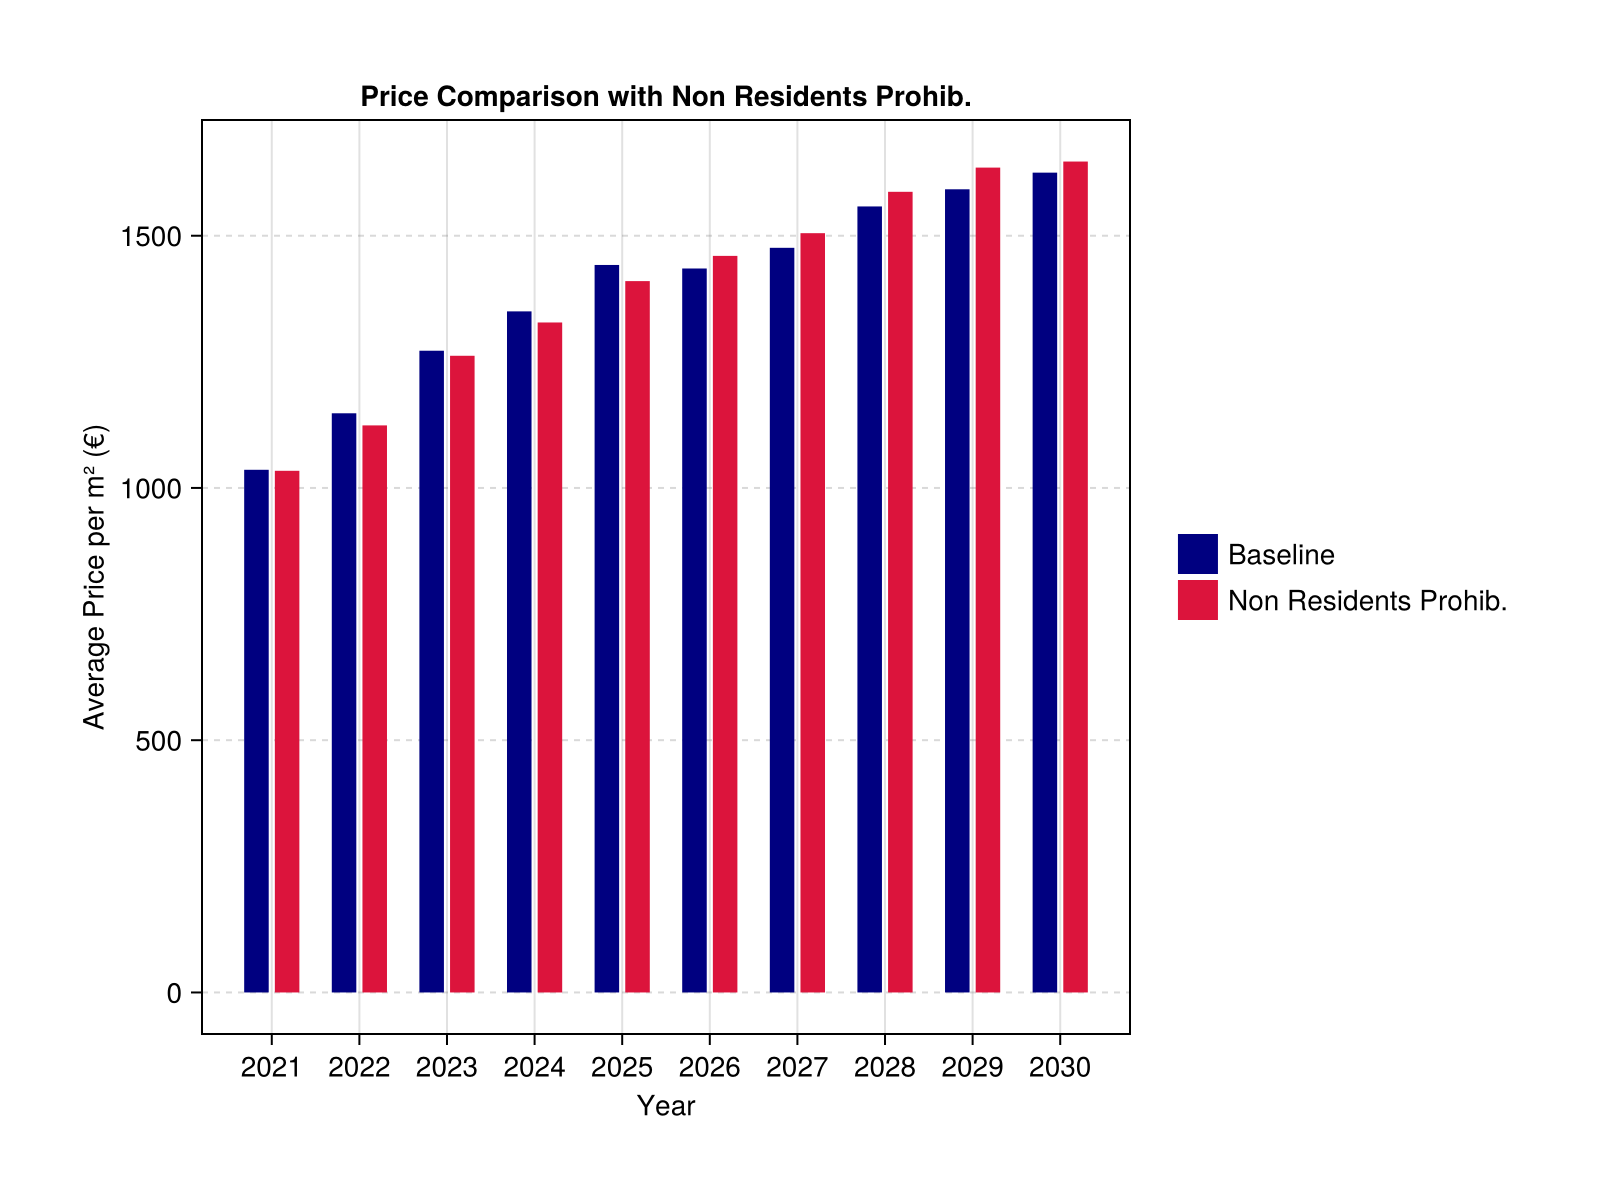 Price Comparison with Non Residents Prohib.
Average Price per m² (€)
1500
1000
500
0
2021 2022 2023 2024 2025 2026 2027 2028 2029 2030
Year
Baseline
Non Residents Prohib.